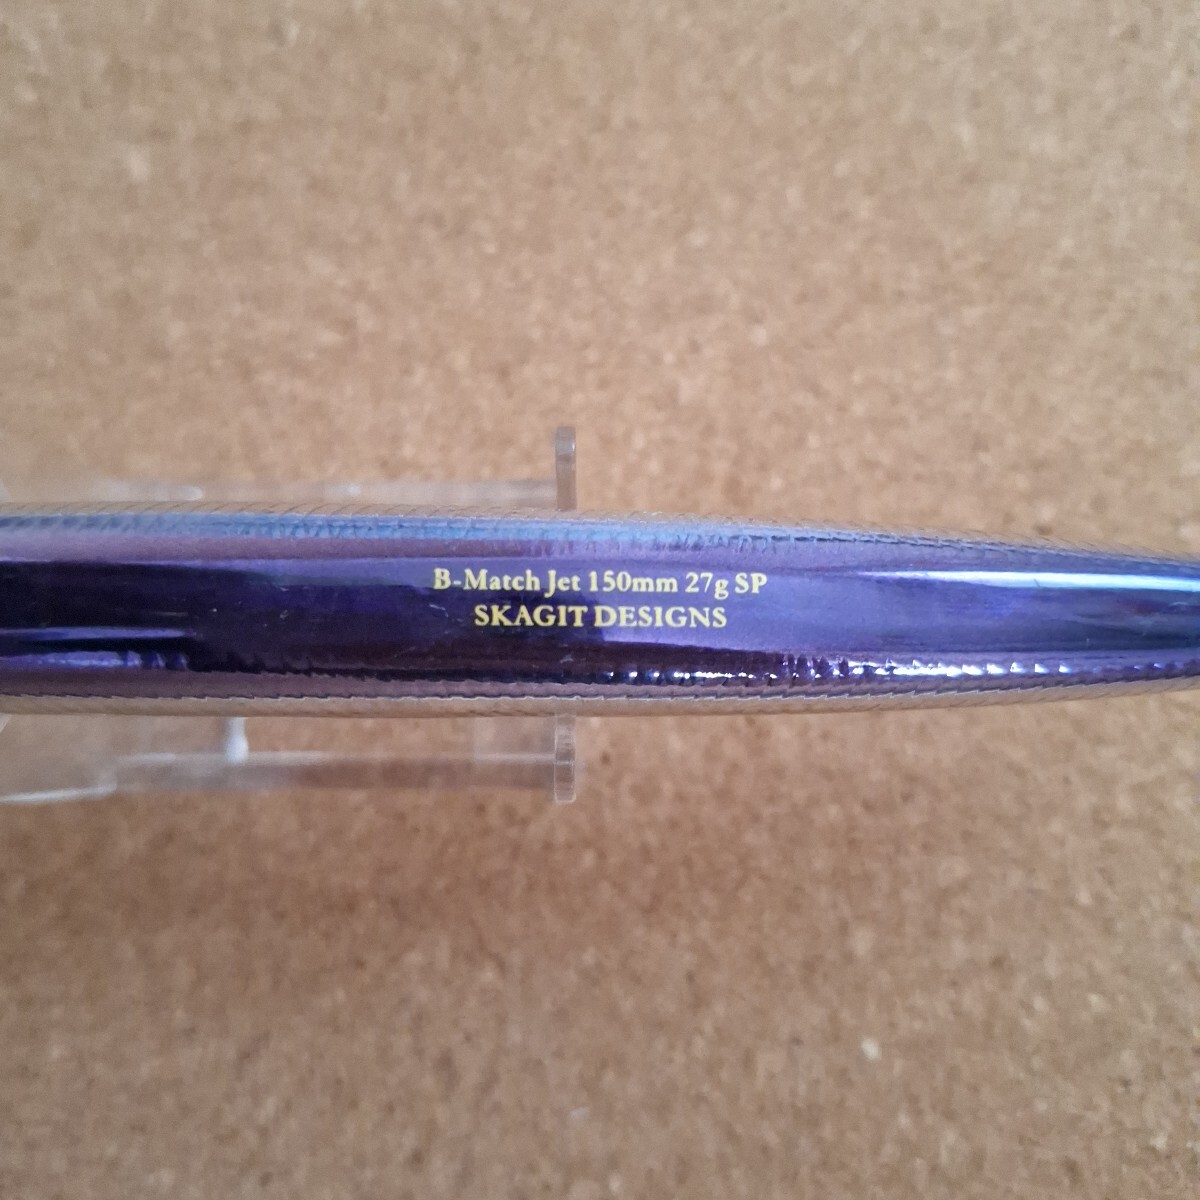 B-Match Jet 150mm 27g SP
SKAGIT DESIGNS